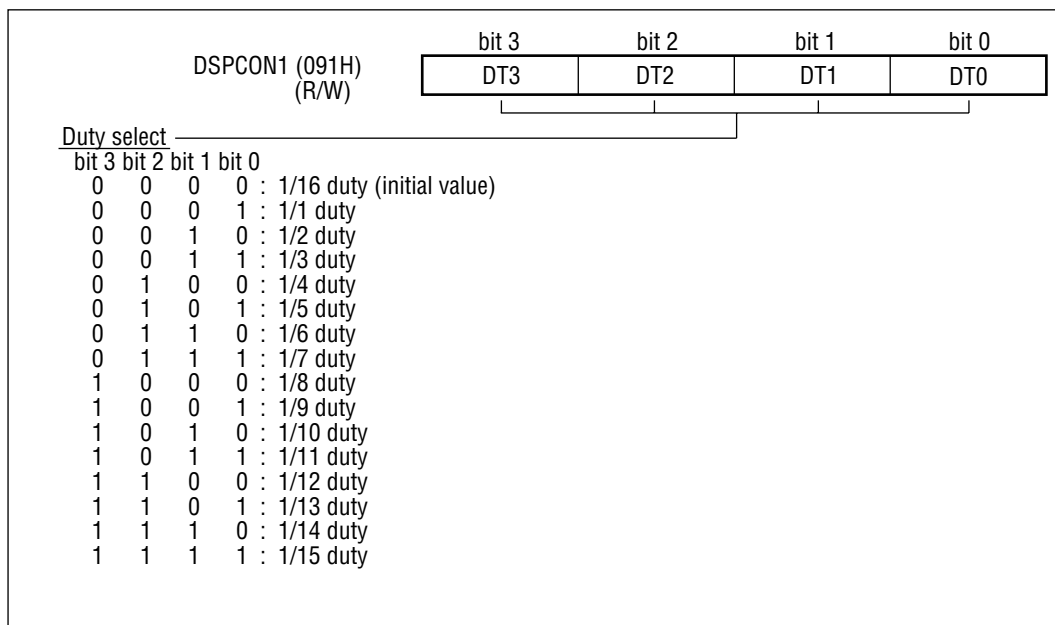 bit 3 bit 2 bit 1 bit 0
DSPCON1 (091H) DT3 DT2 DT1 DT0
(R/W)
Duty select
bit 3 bit 2 bit 1 bit 0
0 0 0 0 : 1/16 duty (initial value)
0 0 0 1 : 1/1 duty
0 0 1 0 : 1/2 duty
0 0 1 1 : 1/3 duty
0 1 0 0 : 1/4 duty
0 1 0 1 : 1/5 duty
0 1 1 0 : 1/6 duty
0 1 1 1 : 1/7 duty
1 0 0 0 : 1/8 duty
1 0 0 1 : 1/9 duty
1 0 1 0 : 1/10 duty
1 0 1 1 : 1/11 duty
1 1 0 0 : 1/12 duty
1 1 0 1 : 1/13 duty
1 1 1 0 : 1/14 duty
1 1 1 1 : 1/15 duty